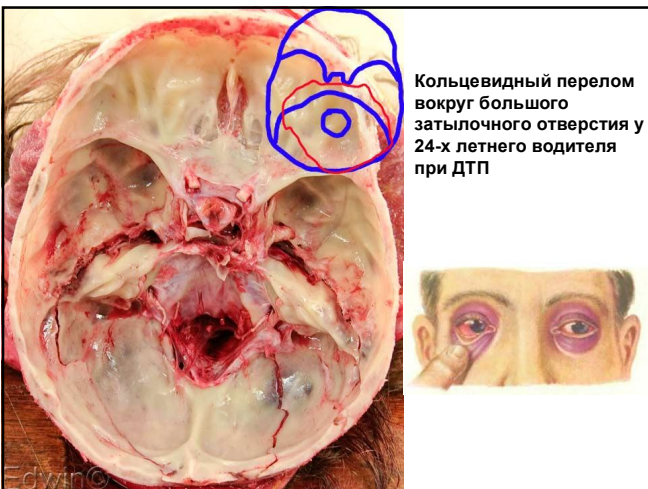 Кольцевидный перелом
вокруг большого
затылочного отверстия у
24-х летнего водителя
при ДТП
Edwin©